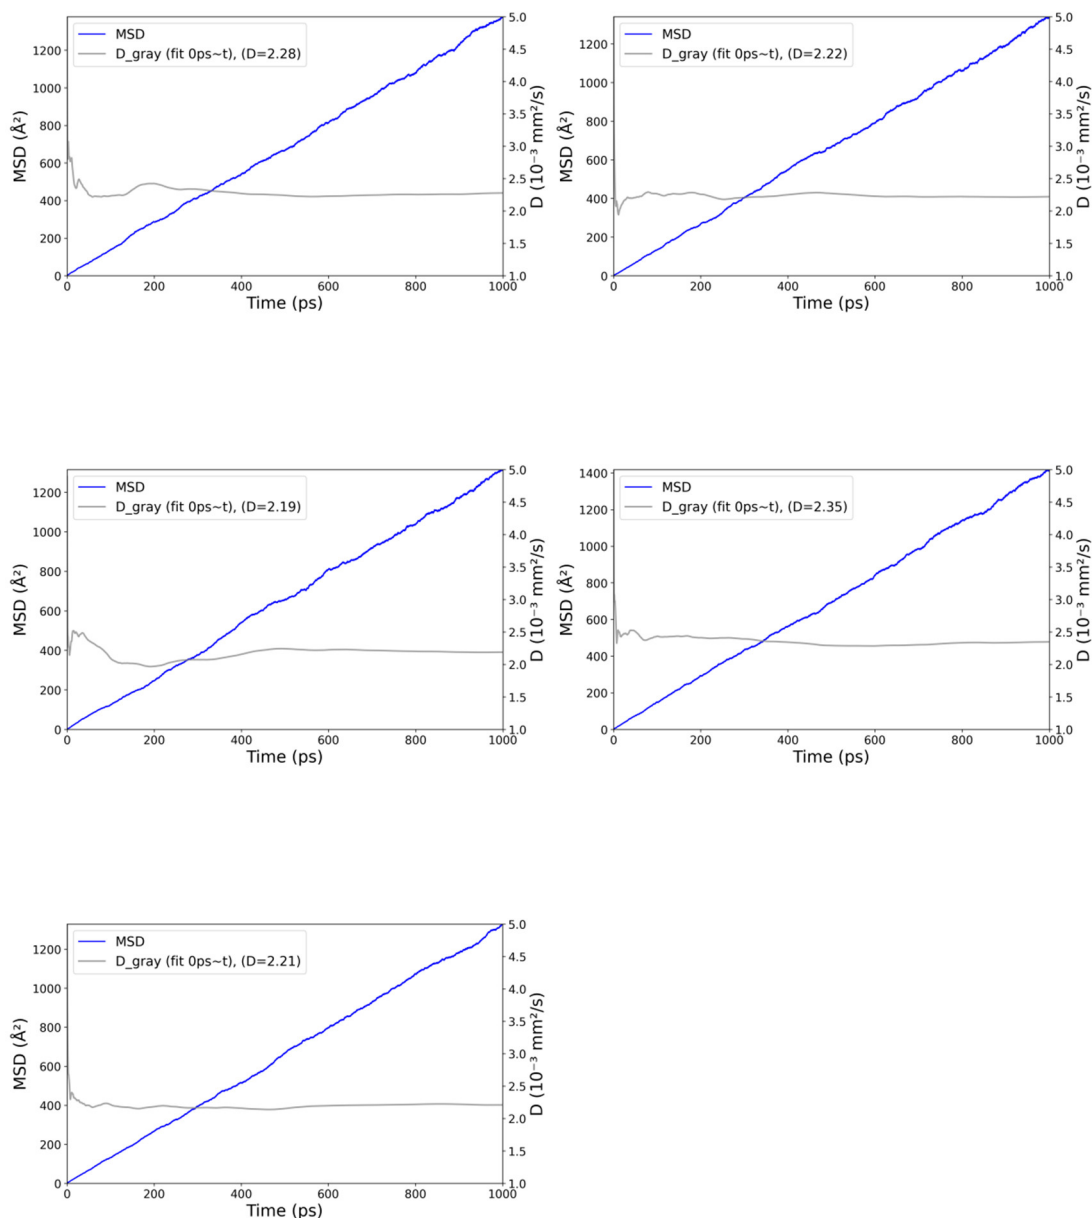 MSD
D_gray (fit 0ps~t), (D=2.28)
MSD (Å²)
1200
1000
800
600
400
200
0
5.0
4.5
4.0
3.5
3.0
2.5
2.0
1.5
1.0
D (10⁻³ mm²/s)
0 200 400 600 800 1000
Time (ps)
MSD
D_gray (fit 0ps~t), (D=2.22)
MSD (Å²)
1200
1000
800
600
400
200
0
5.0
4.5
4.0
3.5
3.0
2.5
2.0
1.5
1.0
D (10⁻³ mm²/s)
0 200 400 600 800 1000
Time (ps)
MSD
D_gray (fit 0ps~t), (D=2.19)
MSD (Å²)
1200
1000
800
600
400
200
0
5.0
4.5
4.0
3.5
3.0
2.5
2.0
1.5
1.0
D (10⁻³ mm²/s)
0 200 400 600 800 1000
Time (ps)
MSD
D_gray (fit 0ps~t), (D=2.35)
MSD (Å²)
1400
1200
1000
800
600
400
200
0
5.0
4.5
4.0
3.5
3.0
2.5
2.0
1.5
1.0
D (10⁻³ mm²/s)
0 200 400 600 800 1000
Time (ps)
MSD
D_gray (fit 0ps~t), (D=2.21)
MSD (Å²)
1200
1000
800
600
400
200
0
5.0
4.5
4.0
3.5
3.0
2.5
2.0
1.5
1.0
D (10⁻³ mm²/s)
0 200 400 600 800 1000
Time (ps)